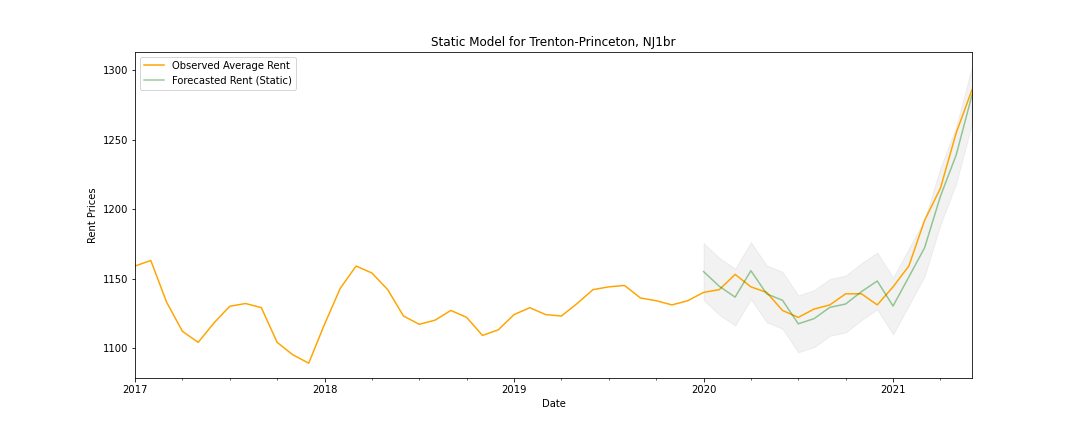 Static Model for Trenton-Princeton, NJ1br
Observed Average Rent
Forecasted Rent (Static)
Rent Prices
1300
1250
1200
1150
1100
2017 2018 2019 2020 2021
Date